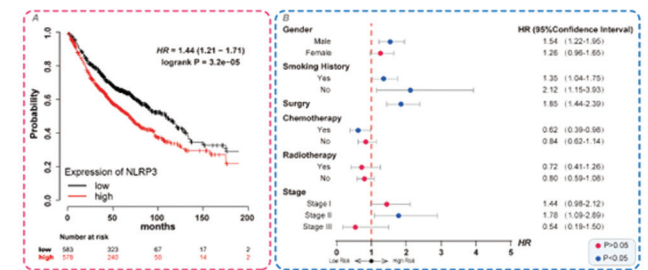 A
HR = 1.44 (1.21 – 1.71)
logrank P = 3.2e–05
Probability
1.0
0.8
0.6
0.4
0.2
0.0
Expression of NLRP3
low
high
0 50 100 150 200
months
Number at risk
low 583 323 67 17 2
high 578 240 50 14 2
B
HR (95%Confidence Interval)
Gender
Male 1.54 (1.22-1.95)
Female 1.26 (0.96-1.65)
Smoking History
Yes 1.35 (1.04-1.75)
No 2.12 (1.15-3.93)
Surgry 1.85 (1.44-2.39)
Chemotherapy
Yes 0.62 (0.39-0.98)
No 0.84 (0.62-1.14)
Radiotherapy
Yes 0.72 (0.41-1.26)
No 0.80 (0.59-1.08)
Stage
Stage I 1.44 (0.98-2.12)
Stage II 1.78 (1.09-2.89)
Stage III 0.54 (0.19-1.50)
0 1 2 3 4 5
HR
Low Risk High Risk
P>0.05
P<0.05